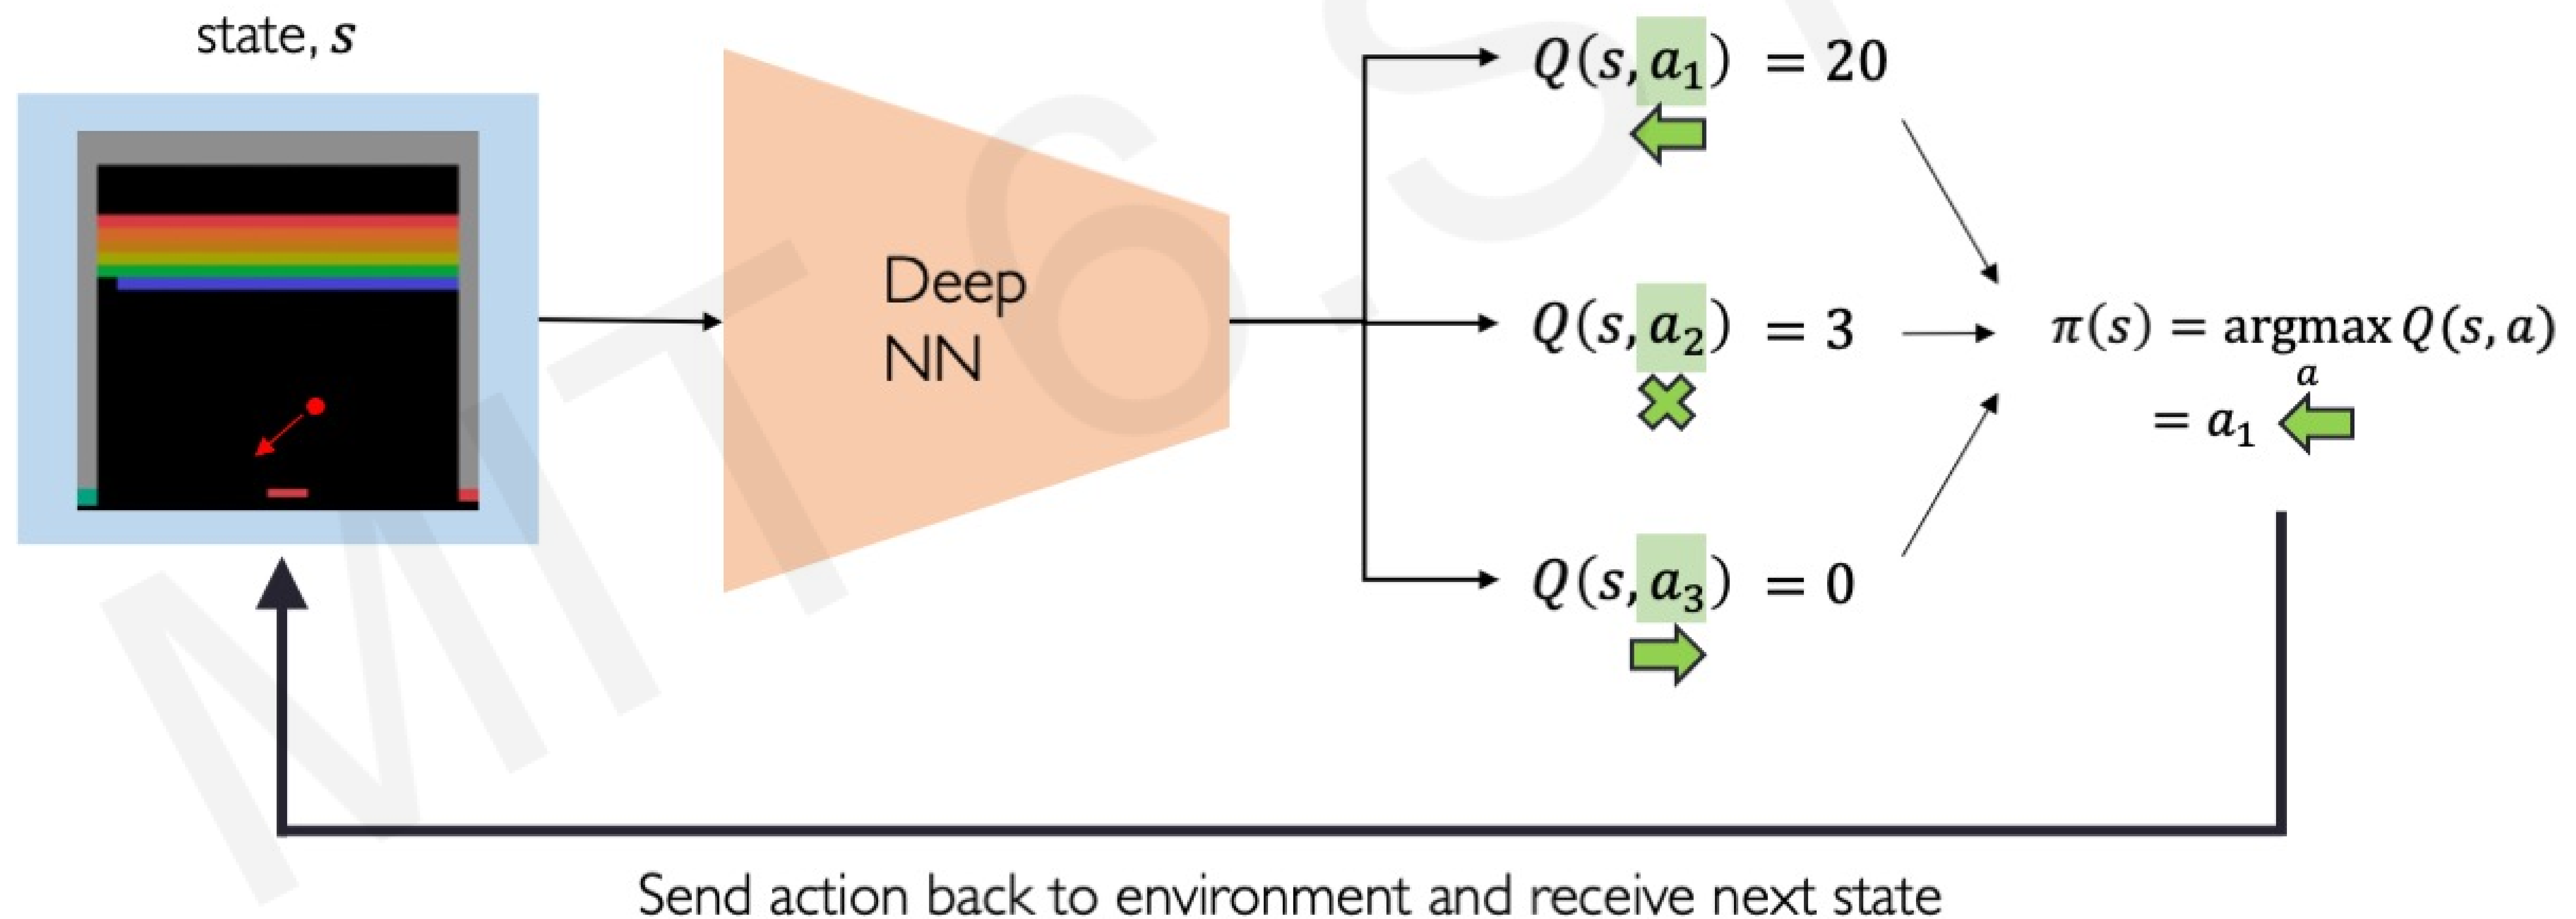 state, s
Deep
NN
Q(s, a₁) = 20
Q(s, a₂) = 3
Q(s, a₃) = 0
π(s) = argmax Q(s, a)
a
= a₁
Send action back to environment and receive next state
MIT 6.S1